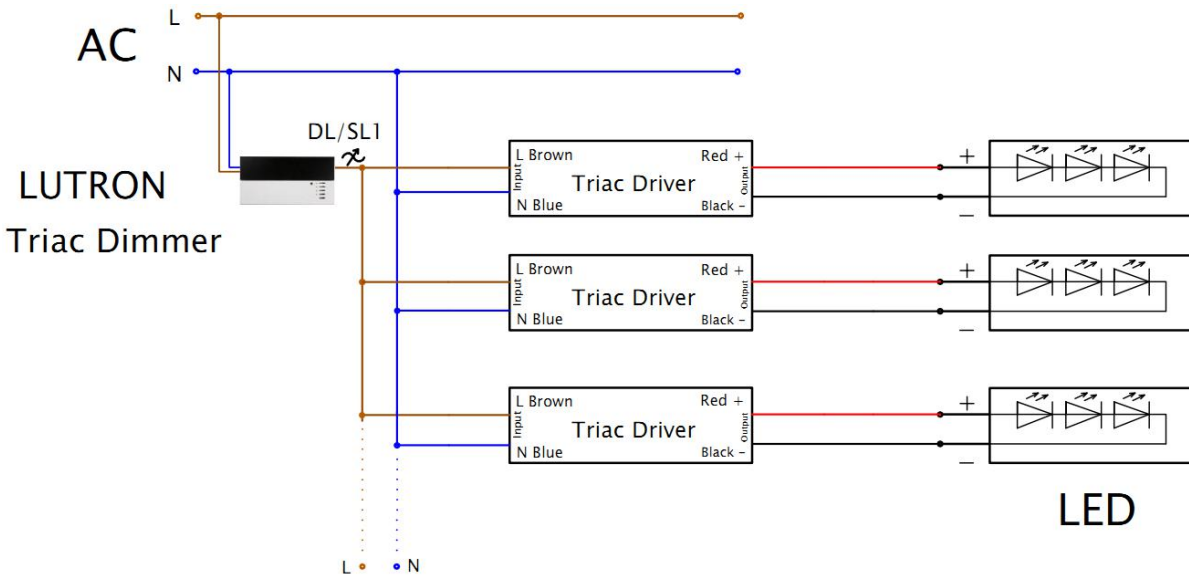 L
AC
N
DL/SL1
LUTRON
Triac Dimmer
L Brown
Red +
Input
Triac Driver
Output
N Blue
Black -
+
−
L Brown
Red +
Input
Triac Driver
Output
N Blue
Black -
+
−
L Brown
Red +
Input
Triac Driver
Output
N Blue
Black -
+
−
LED
L
N